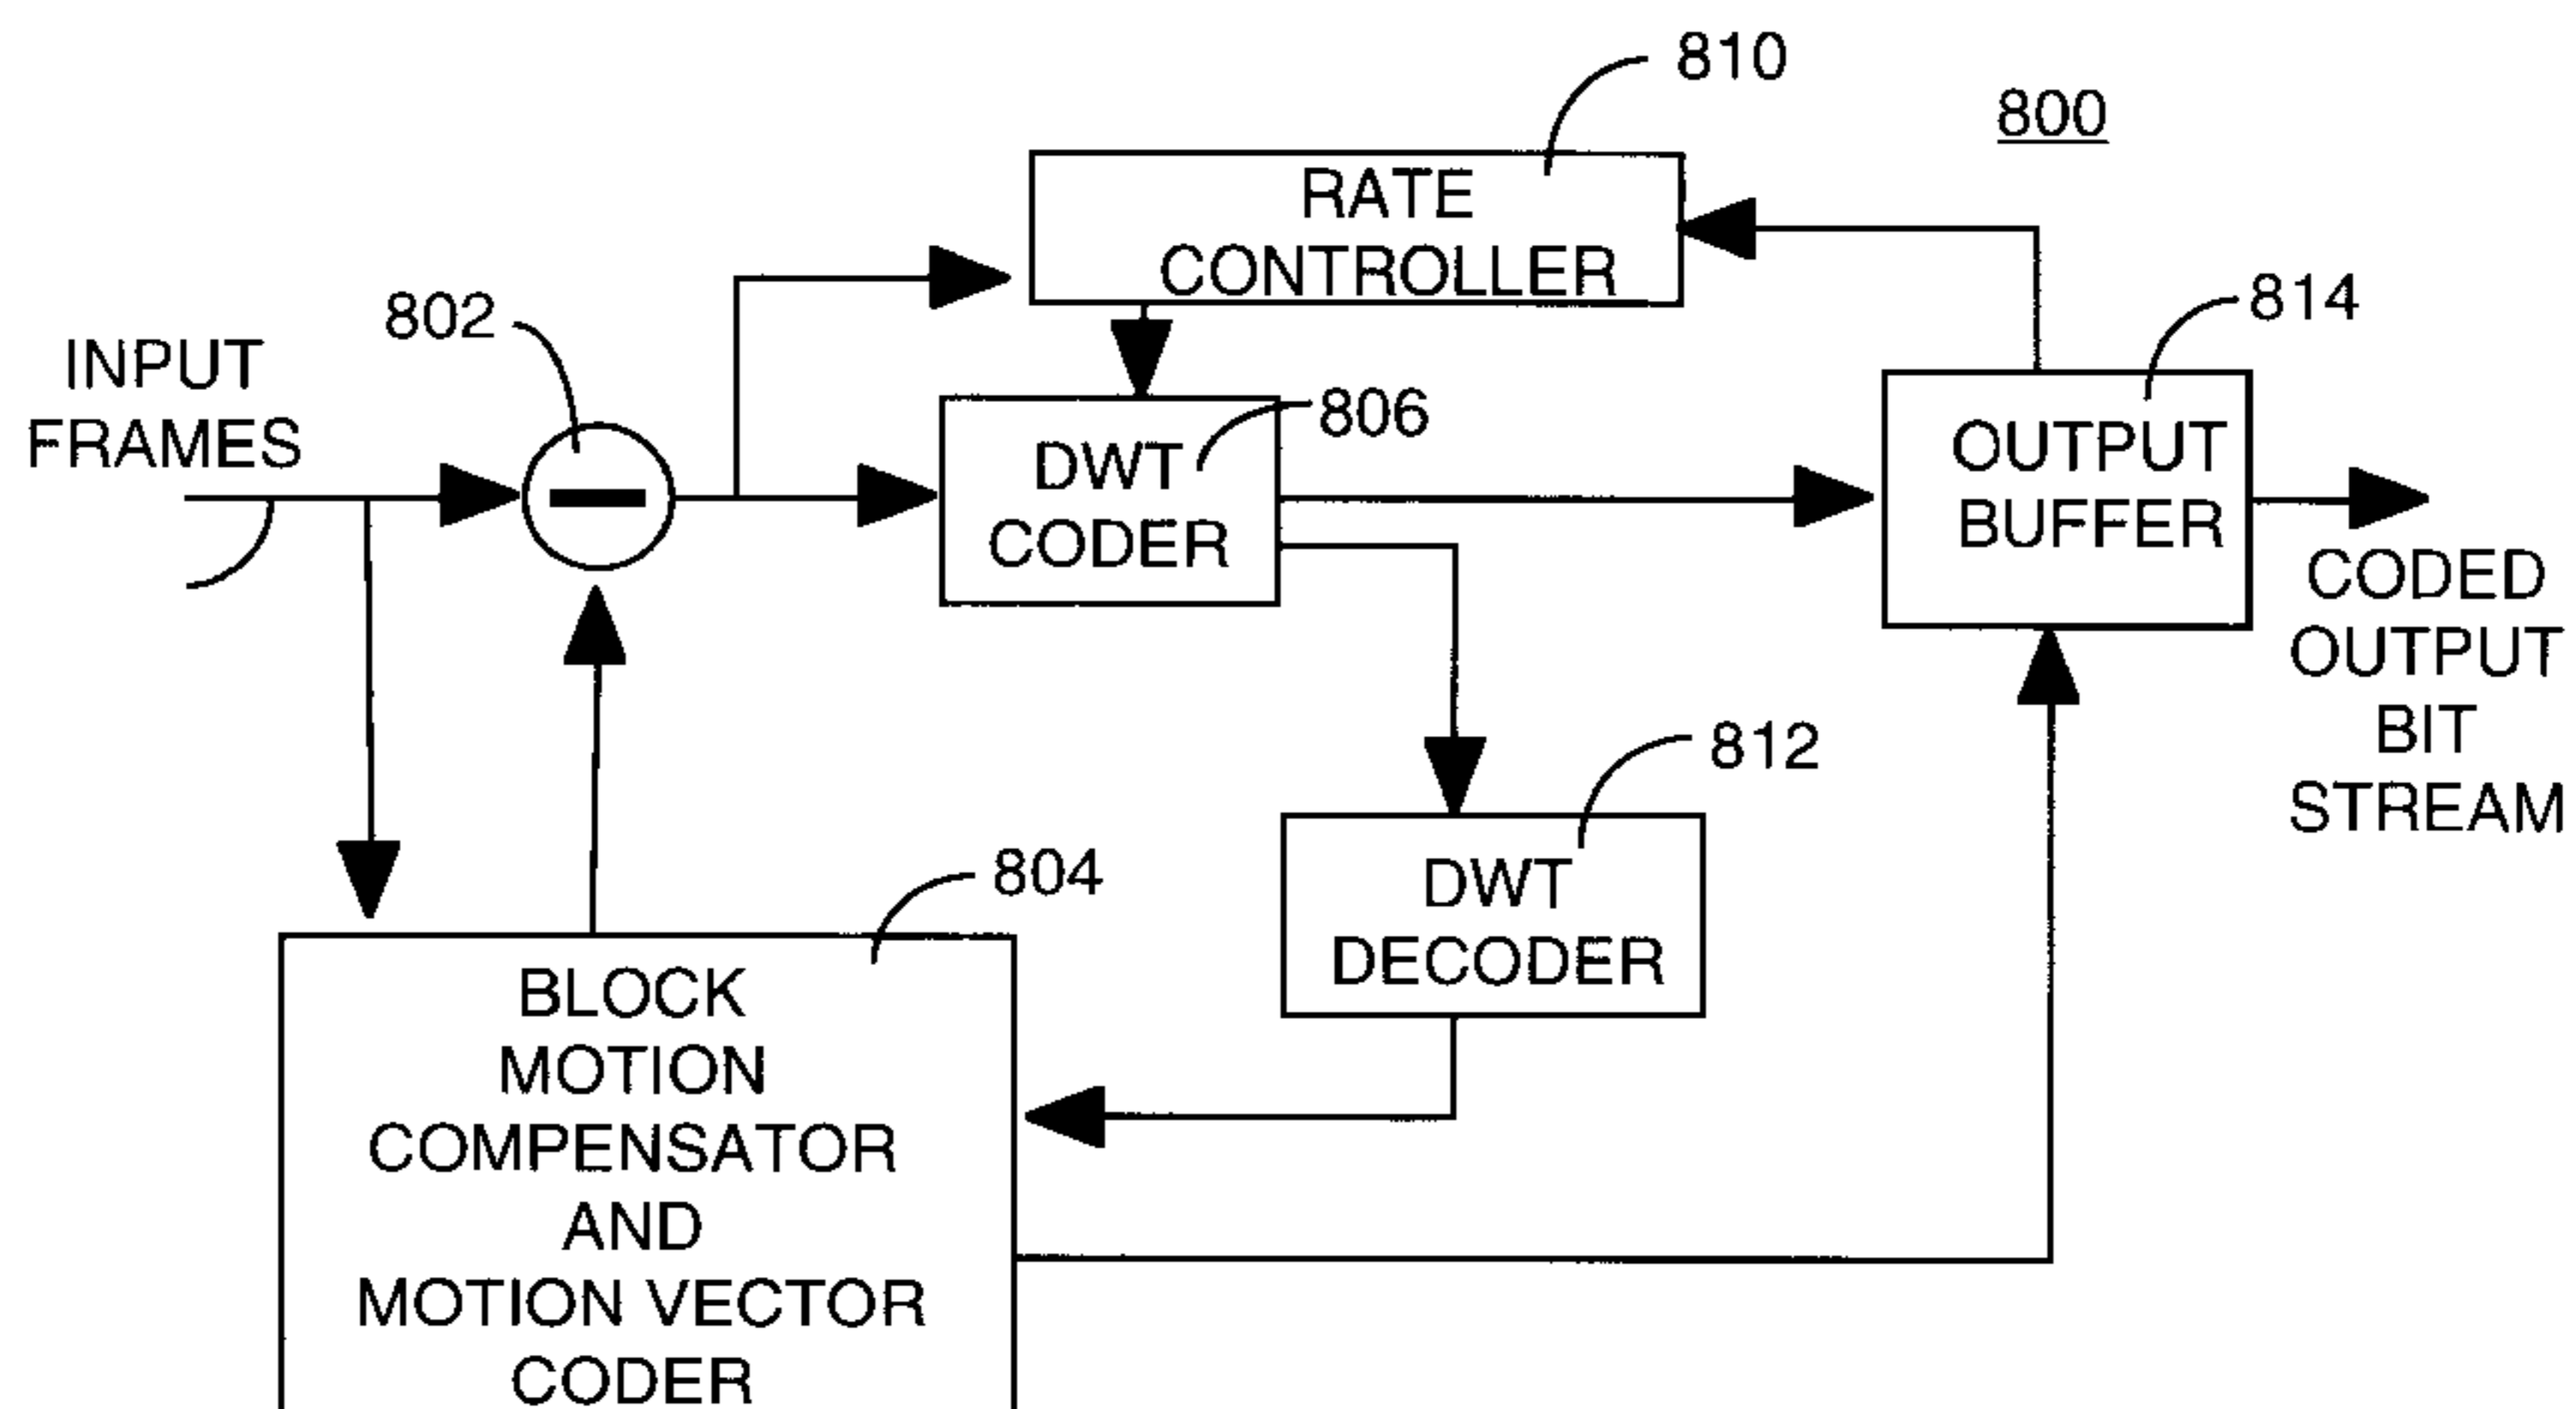 810
800
RATE
CONTROLLER
802
814
INPUT
FRAMES
806
DWT
CODER
OUTPUT
BUFFER
CODED
OUTPUT
BIT
STREAM
812
DWT
DECODER
804
BLOCK
MOTION
COMPENSATOR
AND
MOTION VECTOR
CODER